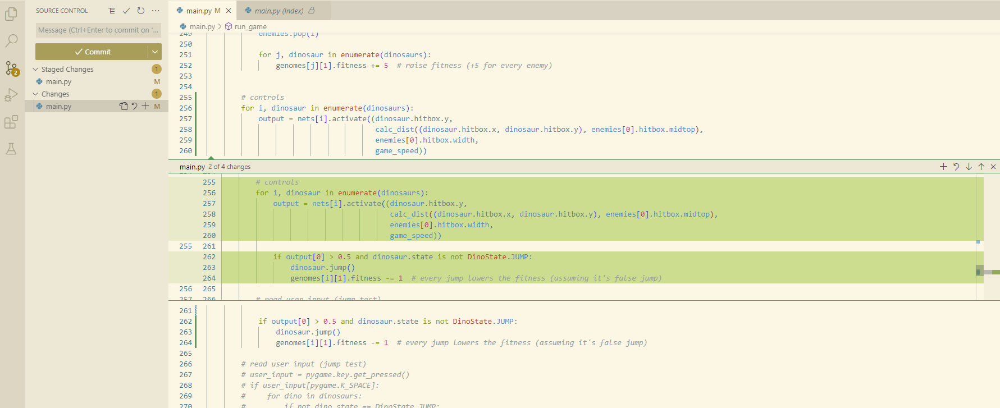 SOURCE CONTROL
Message (Ctrl+Enter to commit on '...
Commit
Staged Changes 1
main.py M
Changes 1
main.py M
2
main.py M
main.py (Index)
main.py > run_game
249 enemies.pop(i)
250
251 for j, dinosaur in enumerate(dinosaurs):
252 genomes[j][1].fitness += 5 # raise fitness (+5 for every enemy)
253
254
255 # controls
256 for i, dinosaur in enumerate(dinosaurs):
257 output = nets[i].activate((dinosaur.hitbox.y,
258 calc_dist((dinosaur.hitbox.x, dinosaur.hitbox.y), enemies[0].hitbox.midtop),
259 enemies[0].hitbox.width,
260 game_speed))
main.py 2 of 4 changes
255 # controls
256 for i, dinosaur in enumerate(dinosaurs):
257 output = nets[i].activate((dinosaur.hitbox.y,
258 calc_dist((dinosaur.hitbox.x, dinosaur.hitbox.y), enemies[0].hitbox.midtop),
259 enemies[0].hitbox.width,
260 game_speed))
255 261
262 if output[0] > 0.5 and dinosaur.state is not DinoState.JUMP:
263 dinosaur.jump()
264 genomes[i][1].fitness -= 1 # every jump lowers the fitness (assuming it's false jump)
256 265
257 266 # read user input (jump test)
261
262 if output[0] > 0.5 and dinosaur.state is not DinoState.JUMP:
263 dinosaur.jump()
264 genomes[i][1].fitness -= 1 # every jump lowers the fitness (assuming it's false jump)
265
266 # read user input (jump test)
267 # user_input = pygame.key.get_pressed()
268 # if user_input[pygame.K_SPACE]:
269 # for dino in dinosaurs:
270 # if not dino.state == DinoState.JUMP: